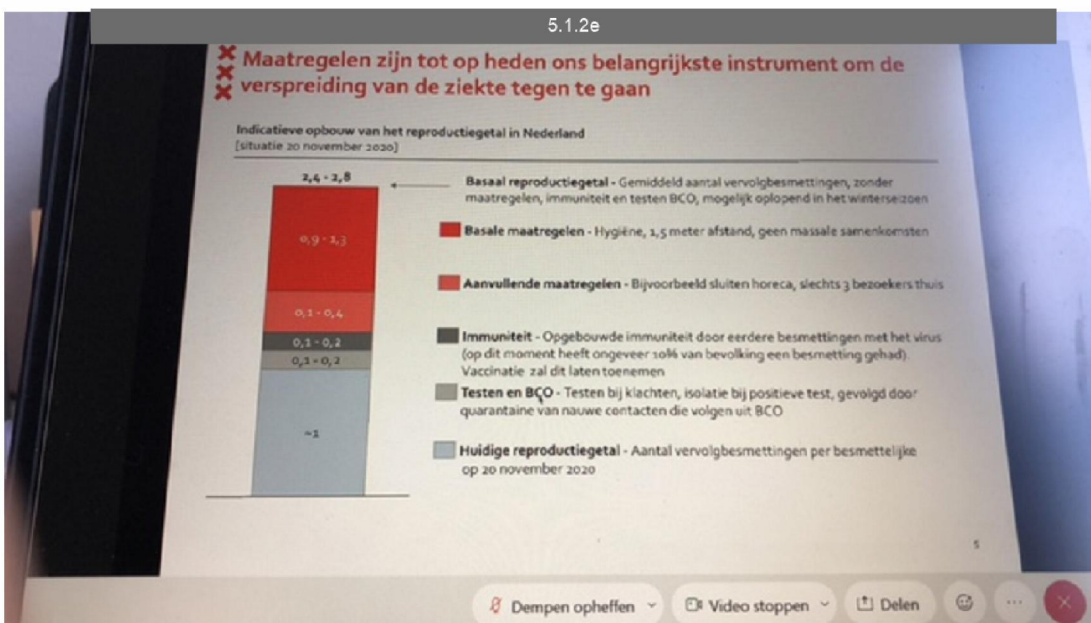 5.1.2e
Maatregelen zijn tot op heden ons belangrijkste instrument om de
verspreiding van de ziekte tegen te gaan
Indicatieve opbouw van het reproductiegetal in Nederland
[situatie 20 november 2020]
2,4 - 2,8
Basaal reproductiegetal - Gemiddeld aantal vervolgbesmettingen, zonder
maatregelen, immuniteit en testen BCO, mogelijk oplopend in het winterseizoen
0,9 - 1,3
Basale maatregelen - Hygiëne, 1,5 meter afstand, geen massale samenkomsten
Aanvullende maatregelen - Bijvoorbeeld sluiten horeca, slechts 3 bezoekers thuis
0,1 - 0,4
0,1 - 0,2
Immuniteit - Opgebouwde immuniteit door eerdere besmettingen met het virus
(op dit moment heeft ongeveer 10% van bevolking een besmetting gehad).
Vaccinatie zal dit laten toenemen
0,1 - 0,2
Testen en BCO - Testen bij klachten, isolatie bij positieve test, gevolgd door
quarantaine van nauwe contacten die volgen uit BCO
~1
Huidige reproductiegetal - Aantal vervolgbesmettingen per besmettelijke
op 20 november 2020
5
Dempen opheffen
Video stoppen
Delen